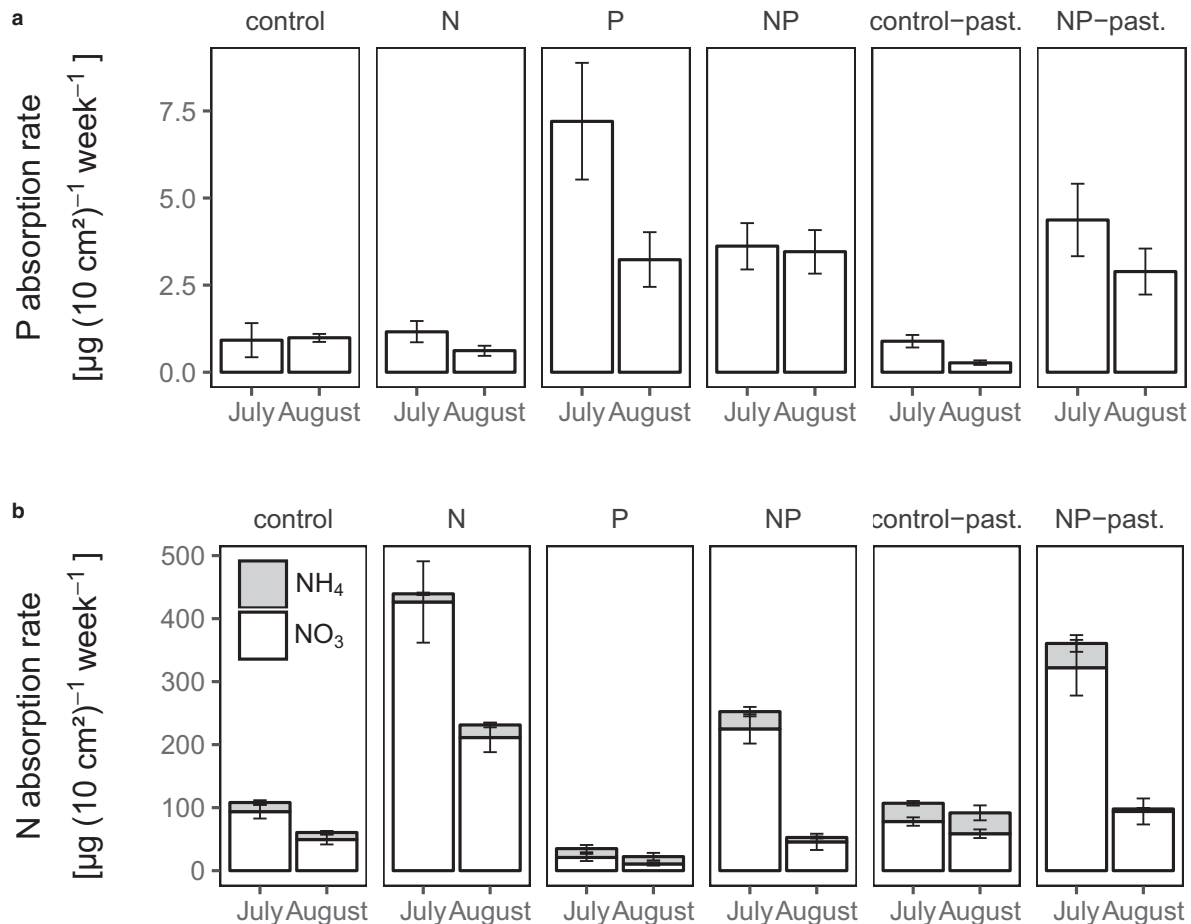 a
control N P NP control−past. NP−past.
P absorption rate
[µg (10 cm²)⁻¹ week⁻¹ ]
7.5
5.0
2.5
0.0
July August July August July August July August July August July August
b
control N P NP control−past. NP−past.
N absorption rate
[µg (10 cm²)⁻¹ week⁻¹ ]
500
400
300
200
100
0
NH₄
NO₃
July August July August July August July August July August July August